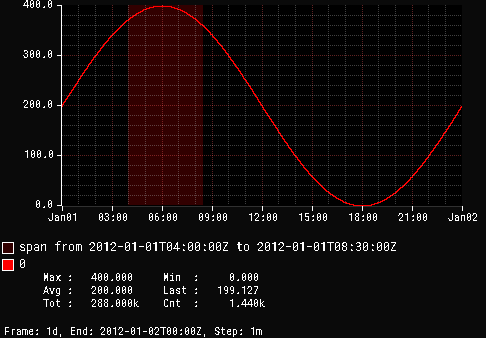 400.0
300.0
200.0
100.0
0.0
Jan01 03:00 06:00 09:00 12:00 15:00 18:00 21:00 Jan02
span from 2012-01-01T04:00:00Z to 2012-01-01T08:30:00Z
0
Max : 400.000 Min : 0.000
Avg : 200.000 Last : 199.127
Tot : 288.000k Cnt : 1.440k
Frame: 1d, End: 2012-01-02T00:00Z, Step: 1m